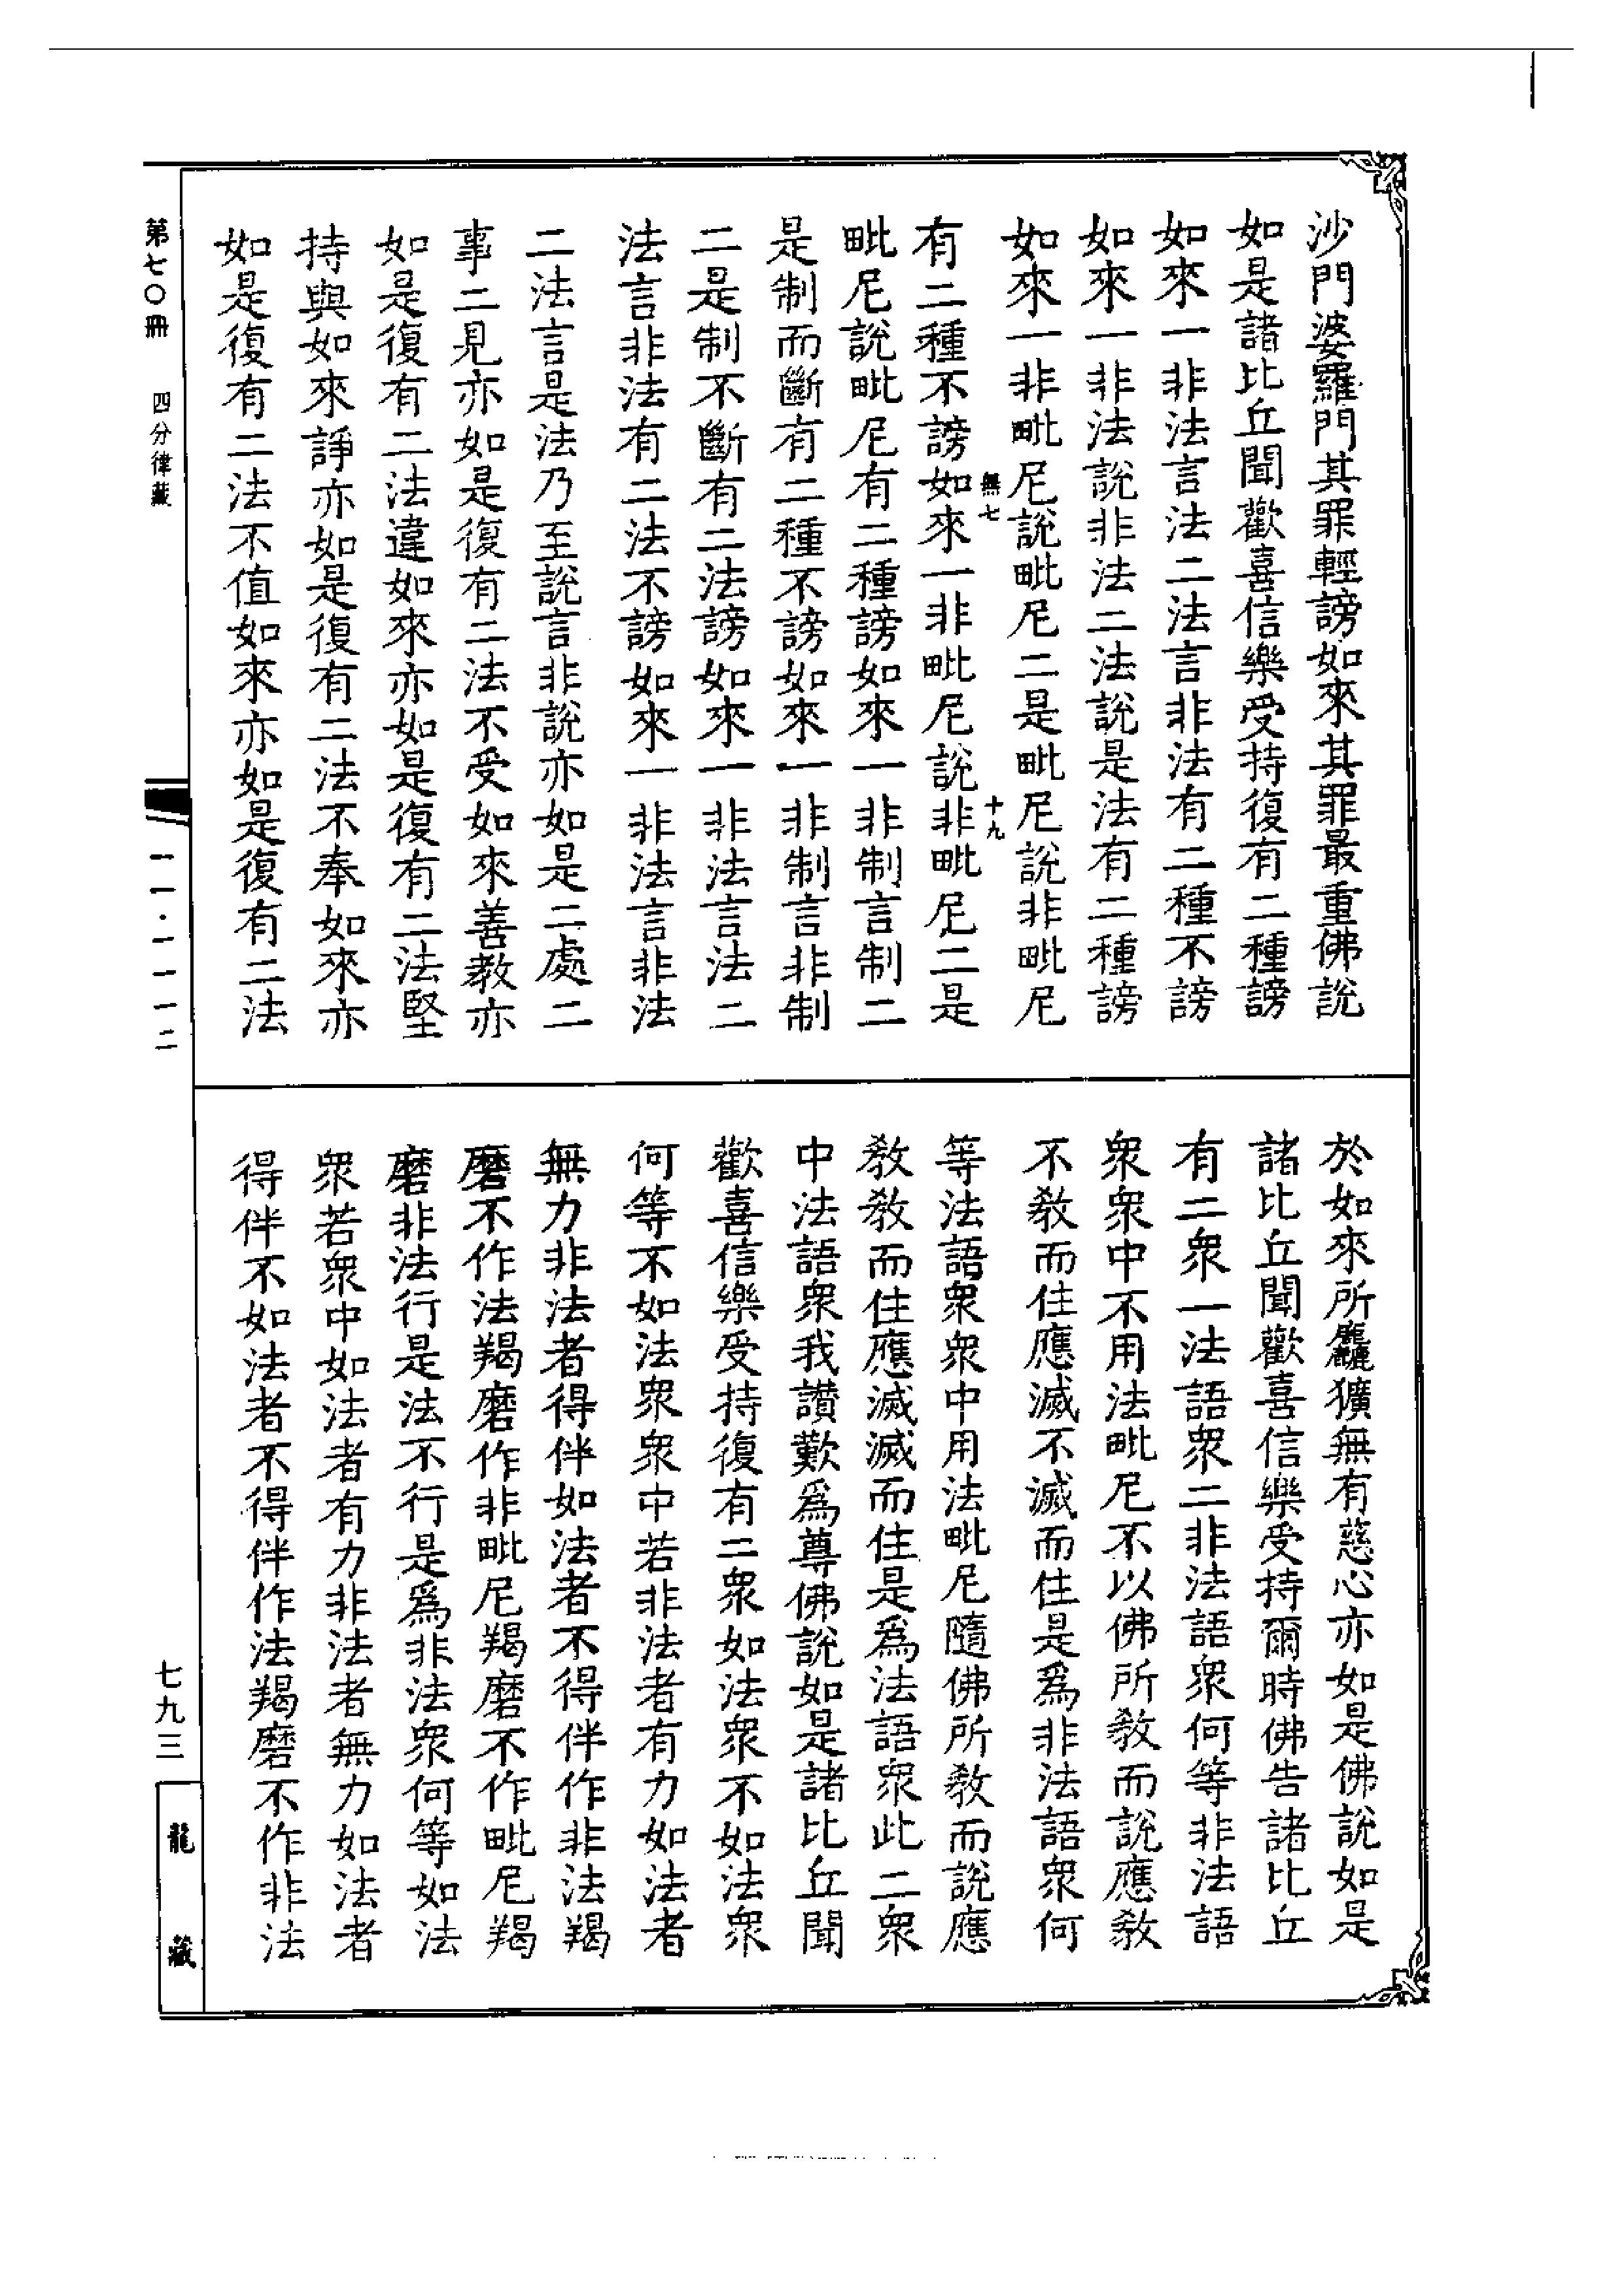 沙門婆羅門其罪輕謗如來其罪最重佛說
如是諸比丘聞歡喜信樂受持復有二種謗
如來一非法言法二法言非法有二種不謗
如來一非法說非法二法說是法有二種謗
如來一非毗尼說毗尼二是毗尼說非毗尼
無七
十九
有二種不謗如來一非毗尼說非毗尼二是
毗尼說毗尼有二種謗如來一非制言制二
是制而斷有二種不謗如來一非制言非制
二是制不斷有二法謗如來一非法言法二
法言非法有二法不謗如來一非法言非法
二法言是法乃至說言非說亦如是二處二
事二見亦如是復有二法不受如來善教亦
如是復有二法違如來亦如是復有二法堅
持與如來諍亦如是復有二法不奉如來亦
如是復有二法不值如來亦如是復有二法
於如來所麤獷無有慈心亦如是佛說如是
諸比丘聞歡喜信樂受持爾時佛告諸比丘
有二衆一法語衆二非法語衆何等非法語
衆衆中不用法毗尼不以佛所教而說應教
不教而住應滅不滅而住是爲非法語衆何
等法語衆衆中用法毗尼隨佛所教而說應
教教而住應滅滅而住是爲法語衆此二衆
中法語衆我讚歎爲尊佛說如是諸比丘聞
歡喜信樂受持復有二衆如法衆不如法衆
何等不如法衆衆中若非法者有力如法者
無力非法者得伴如法者不得伴作非法羯
磨不作法羯磨作非毗尼羯磨不作毗尼羯
磨非法行是法不行是爲非法衆何等如法
衆若衆中如法者有力非法者無力如法者
得伴不如法者不得伴作法羯磨不作非法
第七〇冊
四分律藏
一一·一一一二
七九三
龍藏